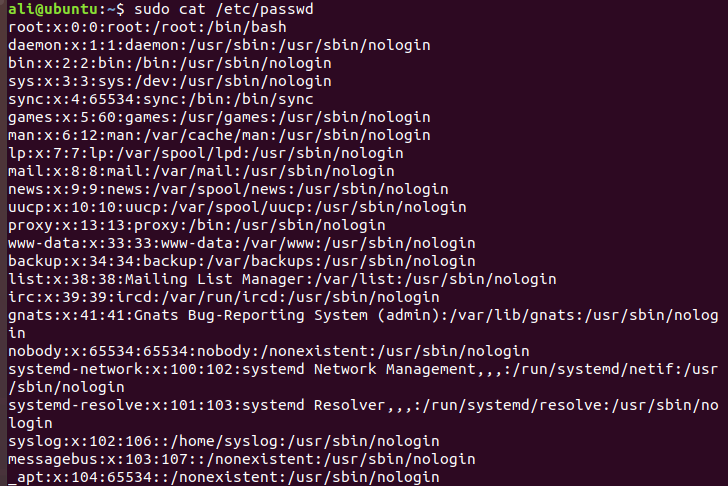 ali@ubuntu:~$ sudo cat /etc/passwd
root:x:0:0:root:/root:/bin/bash
daemon:x:1:1:daemon:/usr/sbin:/usr/sbin/nologin
bin:x:2:2:bin:/bin:/usr/sbin/nologin
sys:x:3:3:sys:/dev:/usr/sbin/nologin
sync:x:4:65534:sync:/bin:/bin/sync
games:x:5:60:games:/usr/games:/usr/sbin/nologin
man:x:6:12:man:/var/cache/man:/usr/sbin/nologin
lp:x:7:7:lp:/var/spool/lpd:/usr/sbin/nologin
mail:x:8:8:mail:/var/mail:/usr/sbin/nologin
news:x:9:9:news:/var/spool/news:/usr/sbin/nologin
uucp:x:10:10:uucp:/var/spool/uucp:/usr/sbin/nologin
proxy:x:13:13:proxy:/bin:/usr/sbin/nologin
www-data:x:33:33:www-data:/var/www:/usr/sbin/nologin
backup:x:34:34:backup:/var/backups:/usr/sbin/nologin
list:x:38:38:Mailing List Manager:/var/list:/usr/sbin/nologin
irc:x:39:39:ircd:/var/run/ircd:/usr/sbin/nologin
gnats:x:41:41:Gnats Bug-Reporting System (admin):/var/lib/gnats:/usr/sbin/nolog
in
nobody:x:65534:65534:nobody:/nonexistent:/usr/sbin/nologin
systemd-network:x:100:102:systemd Network Management,,,:/run/systemd/netif:/usr
/sbin/nologin
systemd-resolve:x:101:103:systemd Resolver,,,:/run/systemd/resolve:/usr/sbin/no
login
syslog:x:102:106::/home/syslog:/usr/sbin/nologin
messagebus:x:103:107::/nonexistent:/usr/sbin/nologin
_apt:x:104:65534::/nonexistent:/usr/sbin/nologin